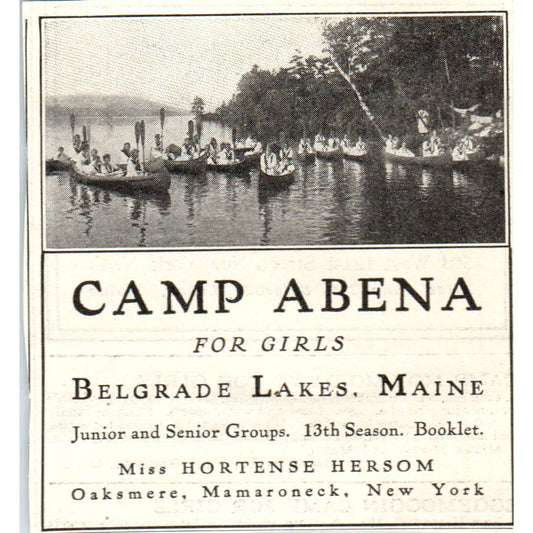 CAMP ABENA
FOR GIRLS
BELGRADE LAKES, MAINE
Junior and Senior Groups. 13th Season. Booklet.
Miss HORTENSE HERSOM
Oaksmere, Mamaroneck, New York